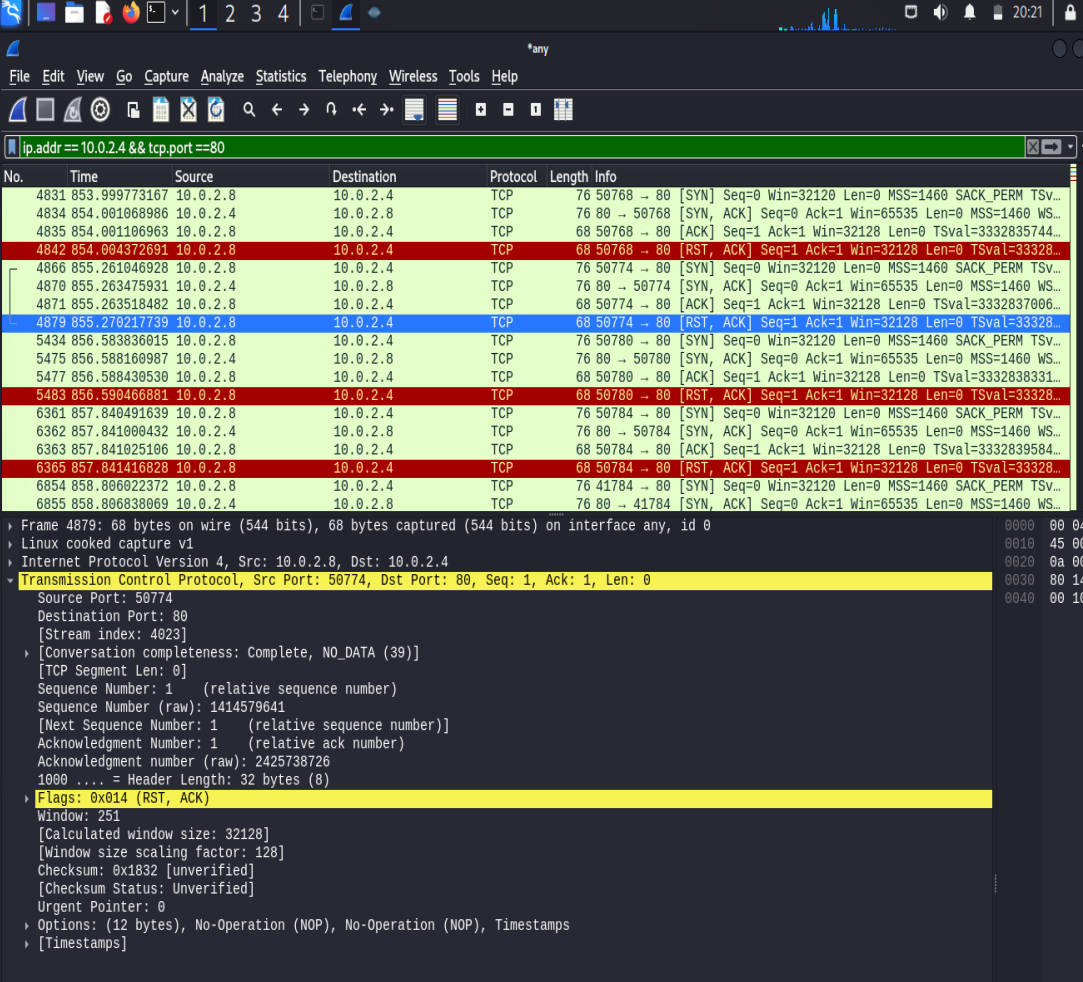 1 2 3 4 20:21
*any
File Edit View Go Capture Analyze Statistics Telephony Wireless Tools Help
ip.addr == 10.0.2.4 && tcp.port ==80
No. Time Source Destination Protocol Length Info
4831 853.999773167 10.0.2.8 10.0.2.4 TCP 76 50768 → 80 [SYN] Seq=0 Win=32120 Len=0 MSS=1460 SACK_PERM TSv…
4834 854.001068986 10.0.2.4 10.0.2.8 TCP 76 80 → 50768 [SYN, ACK] Seq=0 Ack=1 Win=65535 Len=0 MSS=1460 WS…
4835 854.001106963 10.0.2.8 10.0.2.4 TCP 68 50768 → 80 [ACK] Seq=1 Ack=1 Win=32128 Len=0 TSval=3332835744…
4842 854.004372691 10.0.2.8 10.0.2.4 TCP 68 50768 → 80 [RST, ACK] Seq=1 Ack=1 Win=32128 Len=0 TSval=33328…
4866 855.261046928 10.0.2.8 10.0.2.4 TCP 76 50774 → 80 [SYN] Seq=0 Win=32120 Len=0 MSS=1460 SACK_PERM TSv…
4870 855.263475931 10.0.2.4 10.0.2.8 TCP 76 80 → 50774 [SYN, ACK] Seq=0 Ack=1 Win=65535 Len=0 MSS=1460 WS…
4871 855.263518482 10.0.2.8 10.0.2.4 TCP 68 50774 → 80 [ACK] Seq=1 Ack=1 Win=32128 Len=0 TSval=3332837006…
4879 855.270217739 10.0.2.8 10.0.2.4 TCP 68 50774 → 80 [RST, ACK] Seq=1 Ack=1 Win=32128 Len=0 TSval=33328…
5434 856.583836015 10.0.2.8 10.0.2.4 TCP 76 50780 → 80 [SYN] Seq=0 Win=32120 Len=0 MSS=1460 SACK_PERM TSv…
5475 856.588160987 10.0.2.4 10.0.2.8 TCP 76 80 → 50780 [SYN, ACK] Seq=0 Ack=1 Win=65535 Len=0 MSS=1460 WS…
5477 856.588430530 10.0.2.8 10.0.2.4 TCP 68 50780 → 80 [ACK] Seq=1 Ack=1 Win=32128 Len=0 TSval=3332838331…
5483 856.590466881 10.0.2.8 10.0.2.4 TCP 68 50780 → 80 [RST, ACK] Seq=1 Ack=1 Win=32128 Len=0 TSval=33328…
6361 857.840491639 10.0.2.8 10.0.2.4 TCP 76 50784 → 80 [SYN] Seq=0 Win=32120 Len=0 MSS=1460 SACK_PERM TSv…
6362 857.841000432 10.0.2.4 10.0.2.8 TCP 76 80 → 50784 [SYN, ACK] Seq=0 Ack=1 Win=65535 Len=0 MSS=1460 WS…
6363 857.841025106 10.0.2.8 10.0.2.4 TCP 68 50784 → 80 [ACK] Seq=1 Ack=1 Win=32128 Len=0 TSval=3332839584…
6365 857.841416828 10.0.2.8 10.0.2.4 TCP 68 50784 → 80 [RST, ACK] Seq=1 Ack=1 Win=32128 Len=0 TSval=33328…
6854 858.806022372 10.0.2.8 10.0.2.4 TCP 76 41784 → 80 [SYN] Seq=0 Win=32120 Len=0 MSS=1460 SACK_PERM TSv…
6855 858.806838069 10.0.2.4 10.0.2.8 TCP 76 80 → 41784 [SYN, ACK] Seq=0 Ack=1 Win=65535 Len=0 MSS=1460 WS…
Frame 4879: 68 bytes on wire (544 bits), 68 bytes captured (544 bits) on interface any, id 0
Linux cooked capture v1
Internet Protocol Version 4, Src: 10.0.2.8, Dst: 10.0.2.4
Transmission Control Protocol, Src Port: 50774, Dst Port: 80, Seq: 1, Ack: 1, Len: 0
Source Port: 50774
Destination Port: 80
[Stream index: 4023]
[Conversation completeness: Complete, NO_DATA (39)]
[TCP Segment Len: 0]
Sequence Number: 1 (relative sequence number)
Sequence Number (raw): 1414579641
[Next Sequence Number: 1 (relative sequence number)]
Acknowledgment Number: 1 (relative ack number)
Acknowledgment number (raw): 2425738726
1000 .... = Header Length: 32 bytes (8)
Flags: 0x014 (RST, ACK)
Window: 251
[Calculated window size: 32128]
[Window size scaling factor: 128]
Checksum: 0x1832 [unverified]
[Checksum Status: Unverified]
Urgent Pointer: 0
Options: (12 bytes), No-Operation (NOP), No-Operation (NOP), Timestamps
[Timestamps]
0000 00 04
0010 45 00
0020 0a 00
0030 80 14
0040 00 10